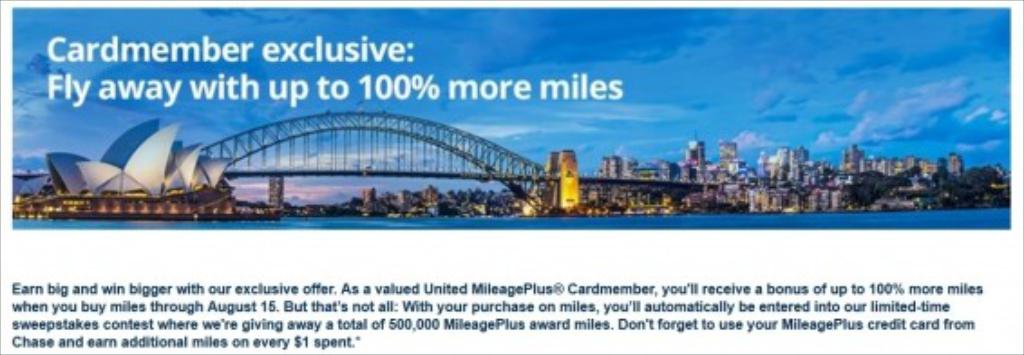 Cardmember exclusive:
Fly away with up to 100% more miles
Earn big and win bigger with our exclusive offer. As a valued United MileagePlus® Cardmember, you'll receive a bonus of up to 100% more miles
when you buy miles through August 15. But that's not all: With your purchase on miles, you'll automatically be entered into our limited-time
sweepstakes contest where we're giving away a total of 500,000 MileagePlus award miles. Don't forget to use your MileagePlus credit card from
Chase and earn additional miles on every $1 spent.*